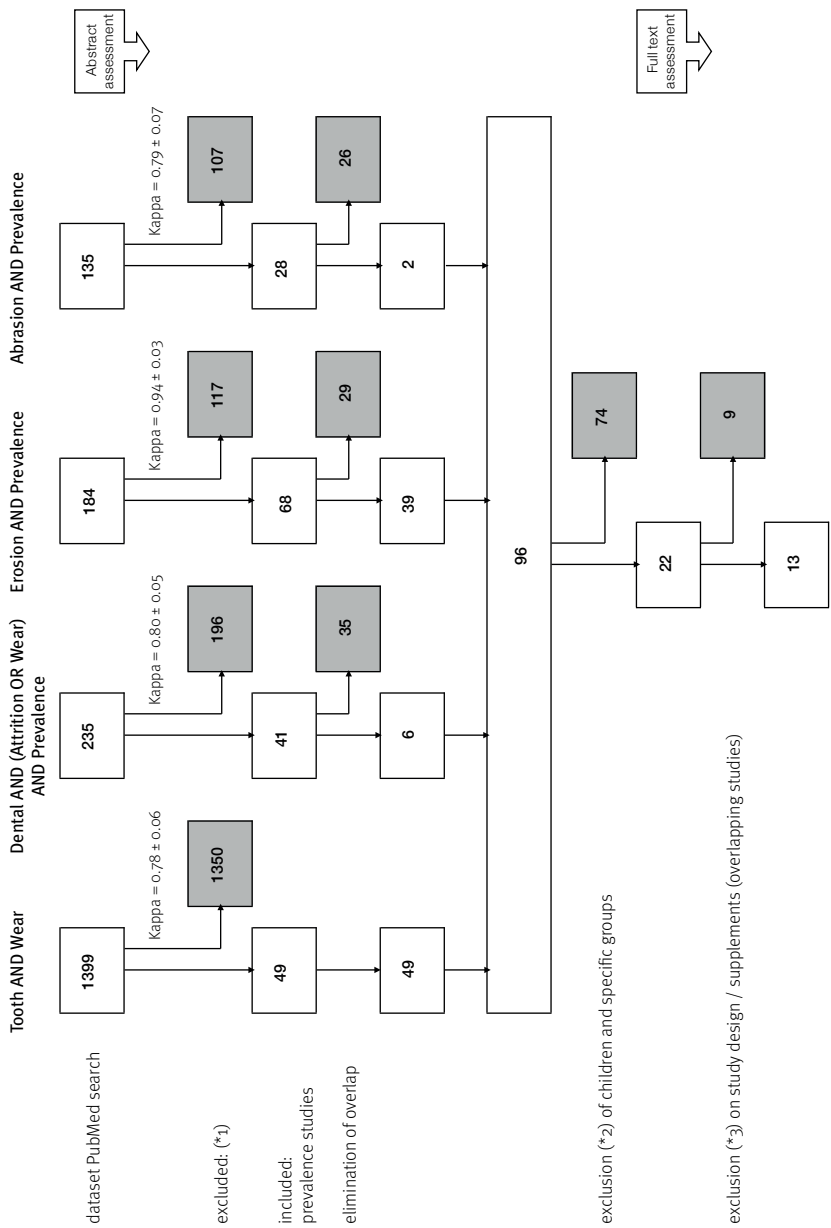 Tooth AND Wear
Dental AND (Attrition OR Wear)
AND Prevalence
Erosion AND Prevalence
Abrasion AND Prevalence
dataset PubMed search
1399
235
184
135
Abstract
assessment
Kappa = 0.78 ± 0.06
Kappa = 0.80 ± 0.05
Kappa = 0.94 ± 0.03
Kappa = 0.79 ± 0.07
excluded: (*1)
1350
196
117
107
included:
prevalence studies
49
41
68
28
elimination of overlap
35
29
26
49
6
39
2
96
exclusion (*2) of children and specific groups
74
22
Full text
assessment
exclusion (*3) on study design / supplements (overlapping studies)
9
13